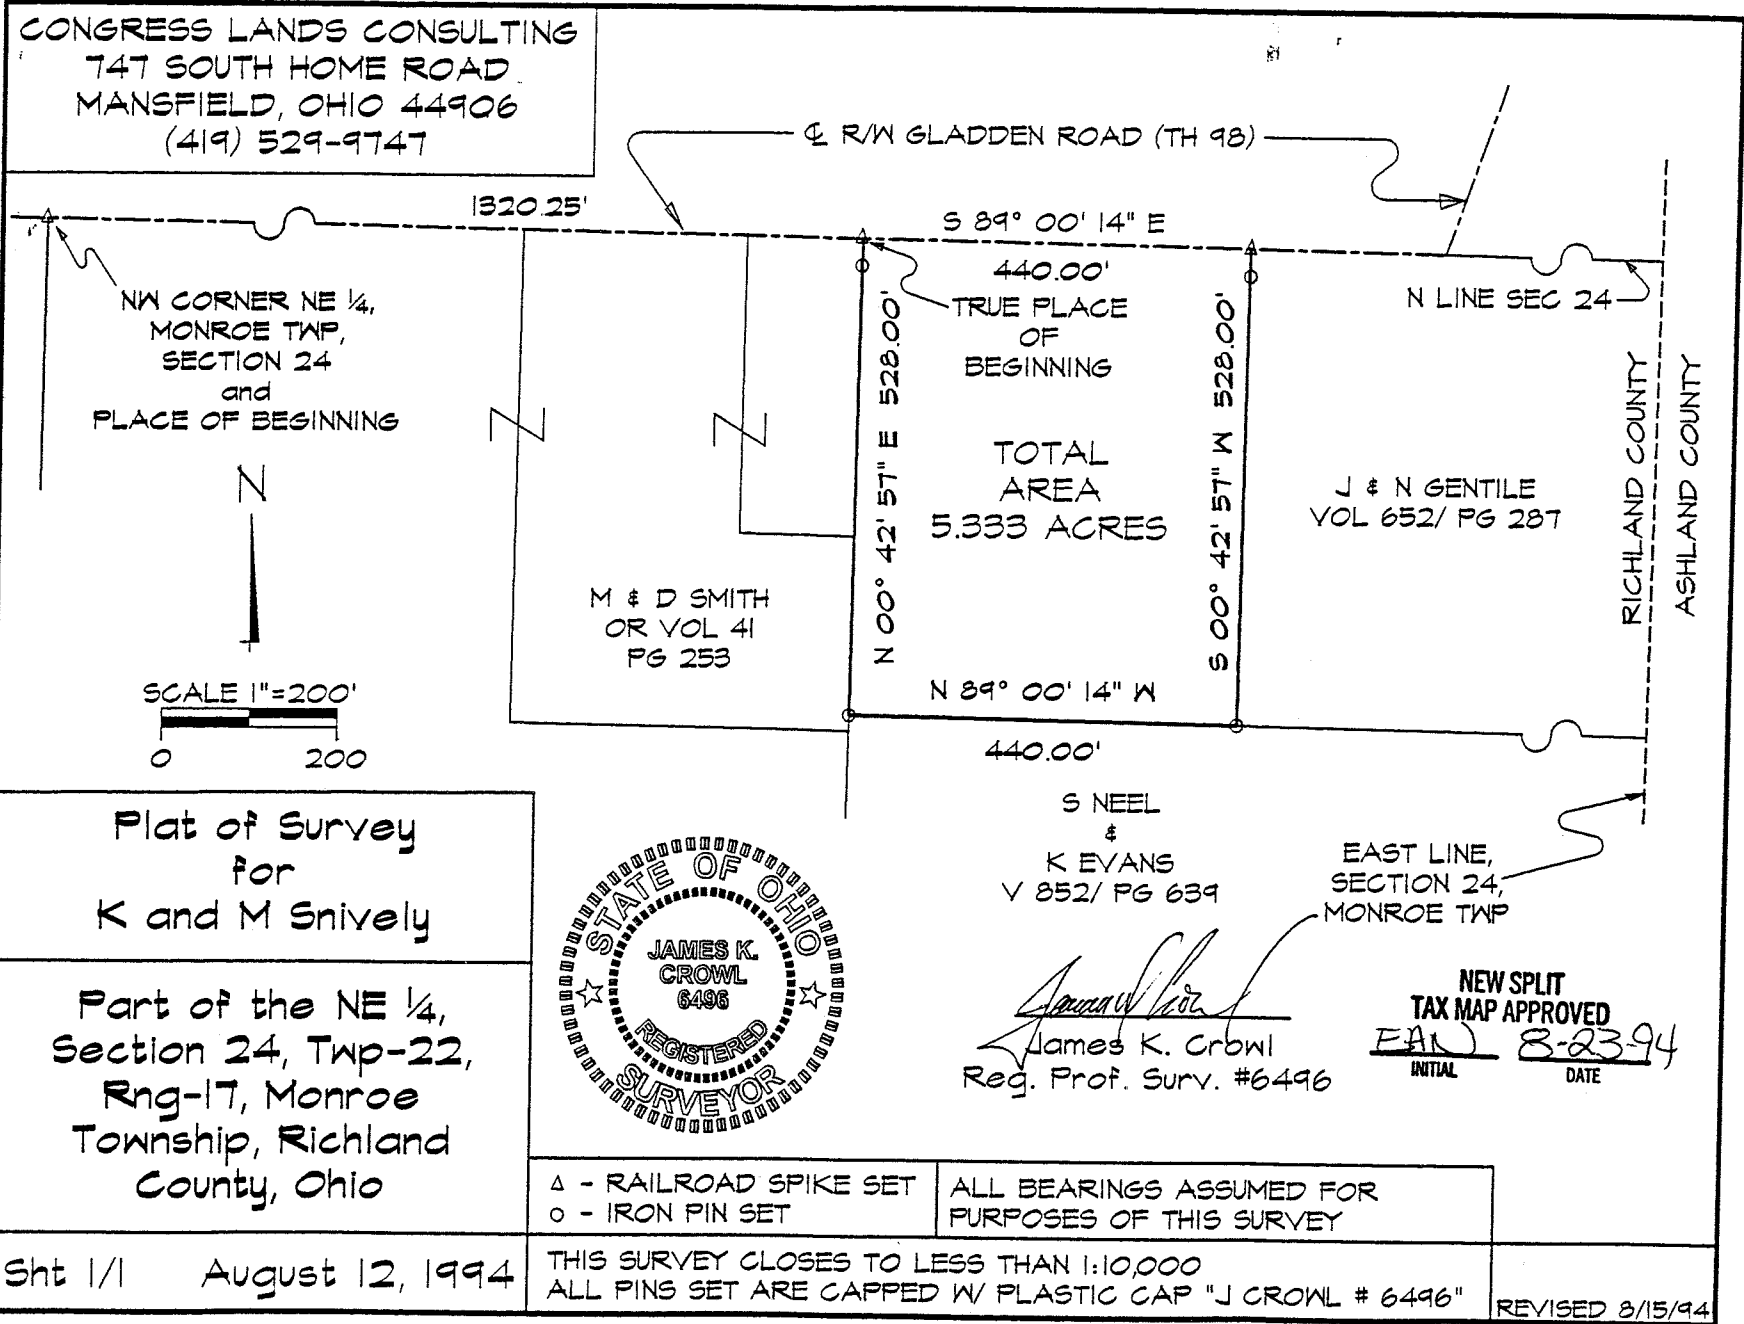 CONGRESS LANDS CONSULTING
747 SOUTH HOME ROAD
MANSFIELD, OHIO 44906
(419) 529-9747
℄ R/W GLADDEN ROAD (TH 98)
1320.25'
S 89° 00' 14" E
440.00'
NW CORNER NE ¼,
MONROE TWP,
SECTION 24
and
PLACE OF BEGINNING
TRUE PLACE
OF
BEGINNING
N LINE SEC 24
N 00° 42' 57" E 528.00'
S 00° 42' 57" W 528.00'
RICHLAND COUNTY
ASHLAND COUNTY
TOTAL
AREA
5.333 ACRES
J & N GENTILE
VOL 652/ PG 287
M & D SMITH
OR VOL 41
PG 253
N
SCALE 1"=200'
0 200
N 89° 00' 14" W
440.00'
S NEEL
&
K EVANS
V 852/ PG 639
EAST LINE,
SECTION 24,
MONROE TWP
Plat of Survey
for
K and M Snively
Part of the NE ¼,
Section 24, Twp-22,
Rng-17, Monroe
Township, Richland
County, Ohio
STATE OF OHIO
JAMES K.
CROWL
6496
REGISTERED
SURVEYOR
James K. Crowl
Reg. Prof. Surv. #6496
NEW SPLIT
TAX MAP APPROVED
EAN 8-23-94
INITIAL DATE
△ - RAILROAD SPIKE SET
○ - IRON PIN SET
ALL BEARINGS ASSUMED FOR
PURPOSES OF THIS SURVEY
Sht 1/1 August 12, 1994
THIS SURVEY CLOSES TO LESS THAN 1:10,000
ALL PINS SET ARE CAPPED W/ PLASTIC CAP "J CROWL # 6496"
REVISED 8/15/94